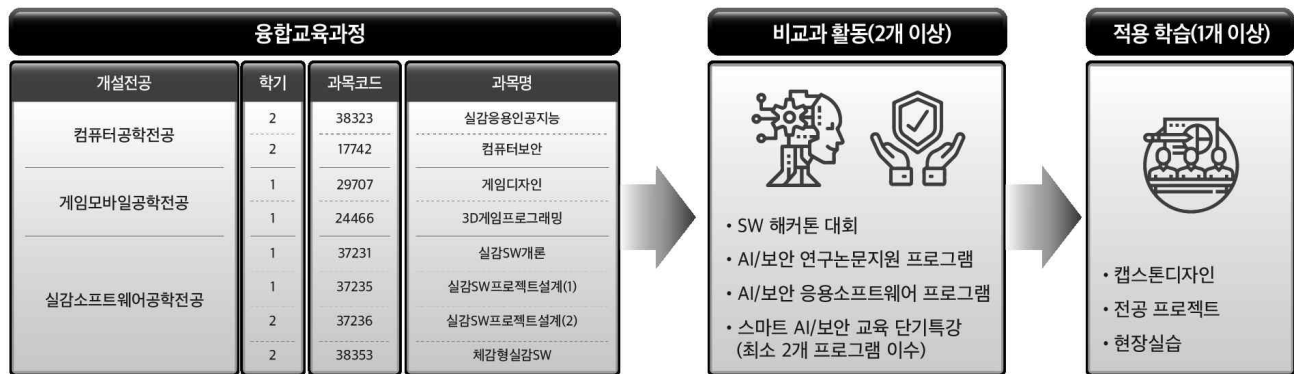 융합교육과정
개설전공 학기 과목코드 과목명
컴퓨터공학전공
2 38323 실감응용인공지능
2 17742 컴퓨터보안
게임모바일공학전공
1 29707 게임디자인
1 24466 3D게임프로그래밍
실감소프트웨어공학전공
1 37231 실감SW개론
1 37235 실감SW프로젝트설계(1)
2 37236 실감SW프로젝트설계(2)
2 38353 체감형실감SW
비교과 활동(2개 이상)
• SW 해커톤 대회
• AI/보안 연구논문지원 프로그램
• AI/보안 응용소프트웨어 프로그램
• 스마트 AI/보안 교육 단기특강
(최소 2개 프로그램 이수)
적용 학습(1개 이상)
• 캡스톤디자인
• 전공 프로젝트
• 현장실습